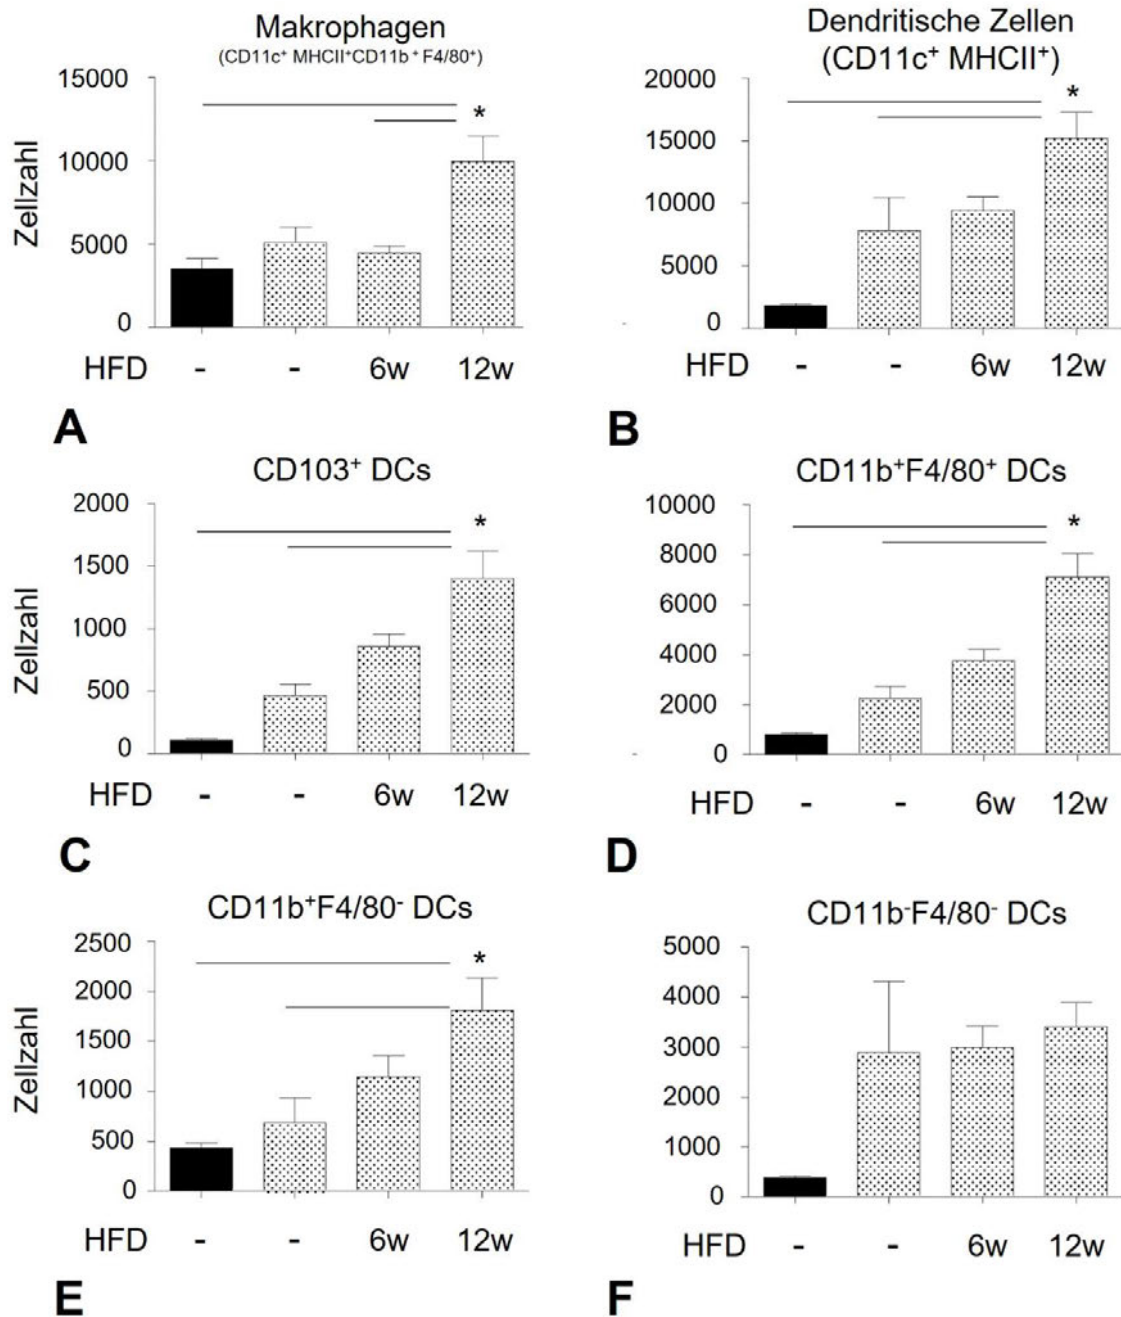 Makrophagen
(CD11c⁺ MHCII⁺CD11b⁺ F4/80⁺)
15000
10000
5000
0
Zellzahl
*
HFD - - 6w 12w
A
Dendritische Zellen
(CD11c⁺ MHCII⁺)
20000
15000
10000
5000
0
*
HFD - - 6w 12w
B
CD103⁺ DCs
2000
1500
1000
500
0
Zellzahl
*
HFD - - 6w 12w
C
CD11b⁺F4/80⁺ DCs
10000
8000
6000
4000
2000
0
*
HFD - - 6w 12w
D
CD11b⁺F4/80⁻ DCs
2500
2000
1500
1000
500
0
Zellzahl
*
HFD - - 6w 12w
E
CD11b⁻F4/80⁻ DCs
5000
4000
3000
2000
1000
0
HFD - - 6w 12w
F